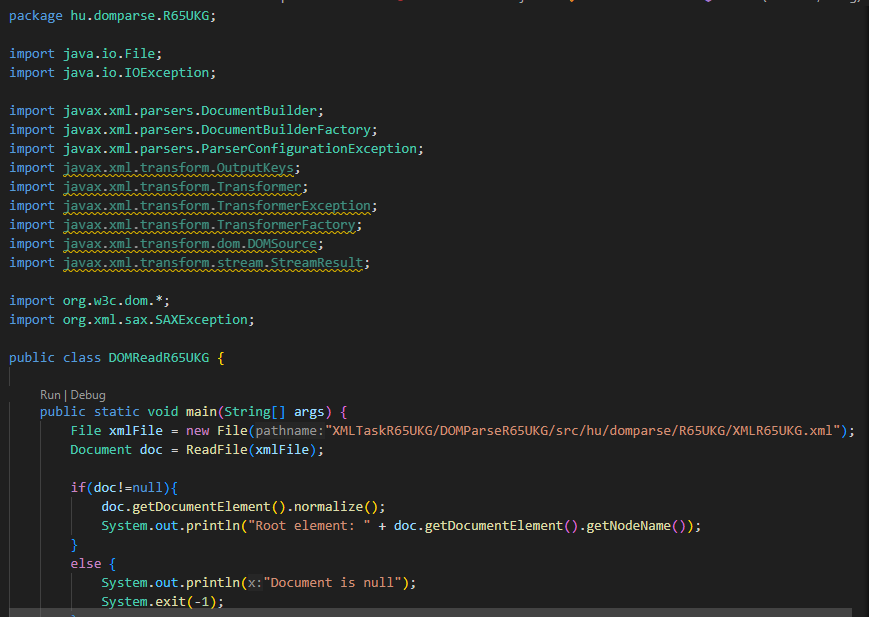 package hu.domparse.R65UKG;
import java.io.File;
import java.io.IOException;
import javax.xml.parsers.DocumentBuilder;
import javax.xml.parsers.DocumentBuilderFactory;
import javax.xml.parsers.ParserConfigurationException;
import javax.xml.transform.OutputKeys;
import javax.xml.transform.Transformer;
import javax.xml.transform.TransformerException;
import javax.xml.transform.TransformerFactory;
import javax.xml.transform.dom.DOMSource;
import javax.xml.transform.stream.StreamResult;
import org.w3c.dom.*;
import org.xml.sax.SAXException;
public class DOMReadR65UKG {
Run | Debug
public static void main(String[] args) {
File xmlFile = new File(pathname:"XMLTaskR65UKG/DOMParseR65UKG/src/hu/domparse/R65UKG/XMLR65UKG.xml");
Document doc = ReadFile(xmlFile);
if(doc!=null){
doc.getDocumentElement().normalize();
System.out.println("Root element: " + doc.getDocumentElement().getNodeName());
}
else {
System.out.println(x:"Document is null");
System.exit(-1);